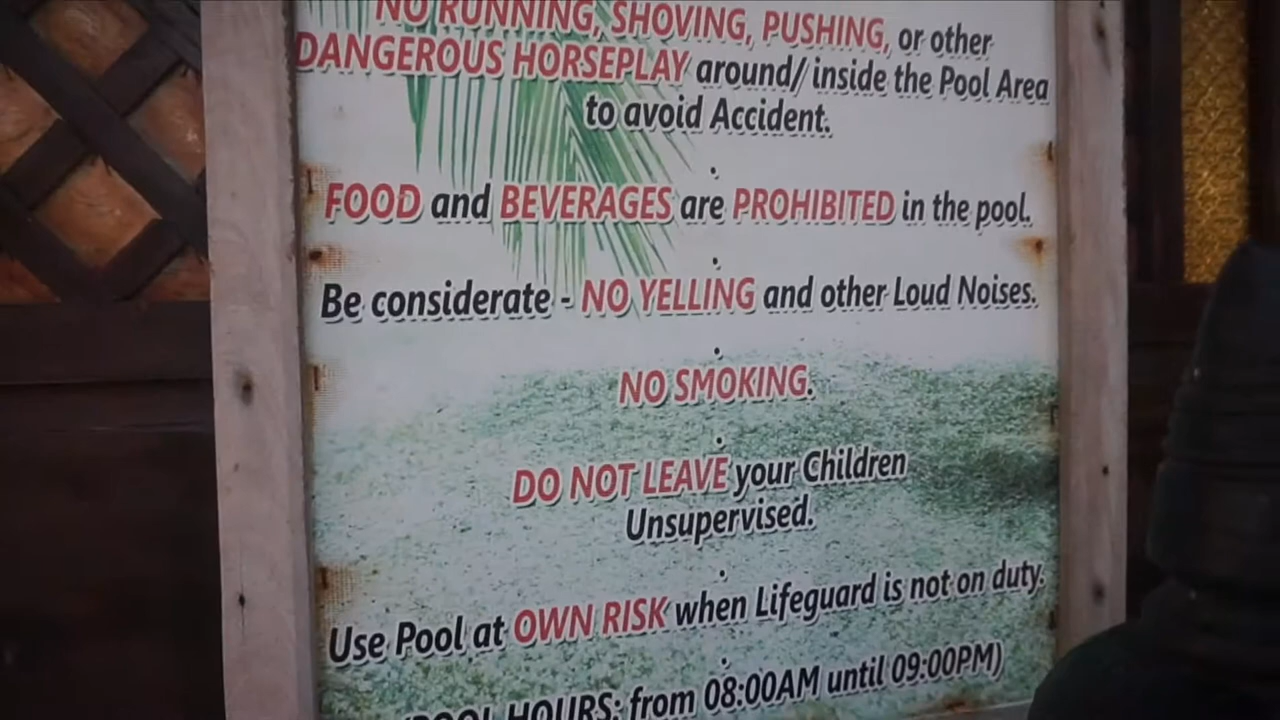 NO RUNNING, SHOVING, PUSHING, or other
DANGEROUS HORSEPLAY around/ inside the Pool Area
to avoid Accident.
FOOD and BEVERAGES are PROHIBITED in the pool.
Be considerate - NO YELLING and other Loud Noises.
NO SMOKING.
DO NOT LEAVE your Children
Unsupervised.
Use Pool at OWN RISK when Lifeguard is not on duty.
(POOL HOURS: from 08:00AM until 09:00PM)